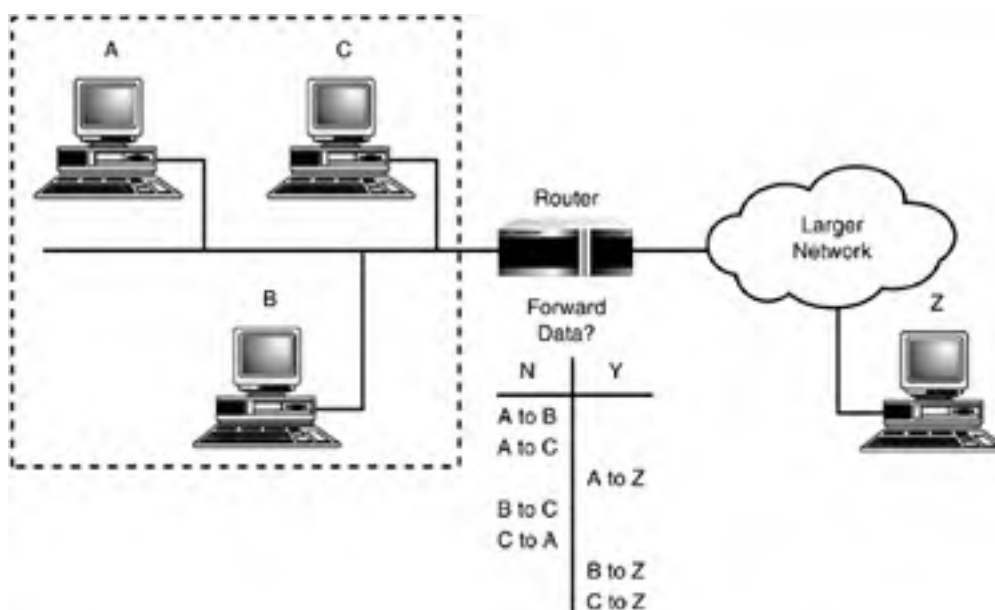 A
C
Router
Larger
Network
B
Forward
Data?
Z
N Y
A to B
A to C
A to Z
B to C
C to A
B to Z
C to Z